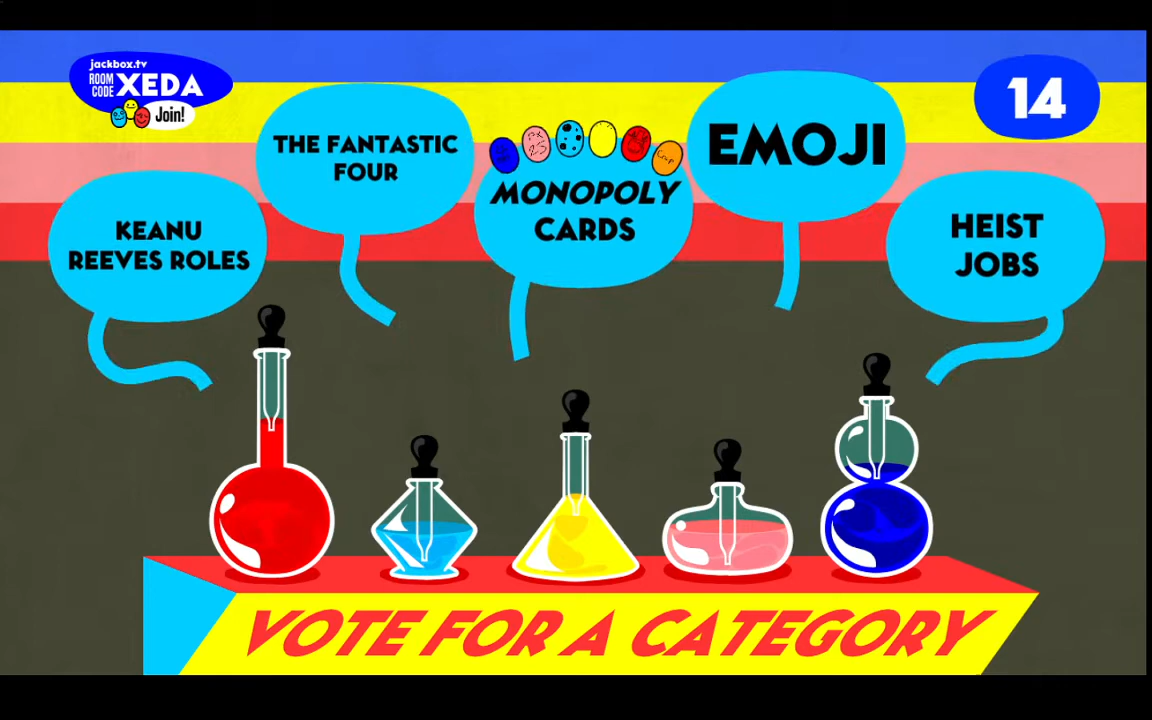 jackbox.tv
ROOM CODE XEDA
Join!
14
KEANU
REEVES ROLES
THE FANTASTIC
FOUR
MONOPOLY
CARDS
EMOJI
HEIST
JOBS
VOTE FOR A CATEGORY